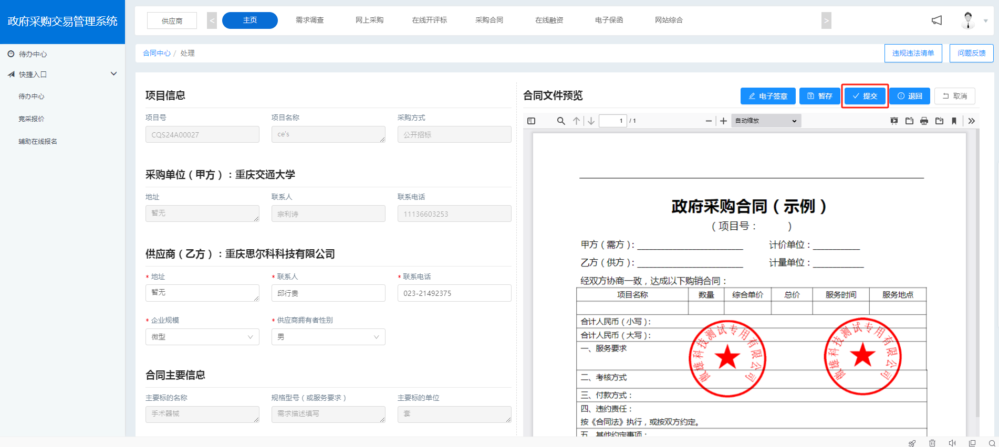 政府采购交易管理系统
供应商
<
主页
需求调查
网上采购
在线开评标
采购合同
在线融资
电子保函
网站综合
>
待办中心
快捷入口
待办中心
竞采报价
辅助在线报名
合同中心 / 处理
违规违法清单
问题反馈
项目信息
项目号
项目名称
采购方式
CQS24A00027
ce's
公开招标
采购单位（甲方）：重庆交通大学
地址
联系人
联系电话
暂无
宗利诗
11136603253
供应商（乙方）：重庆思尔科科技有限公司
* 地址
* 联系人
* 联系电话
暂无
邱行贵
023-21492375
* 企业规模
* 供应商拥有者性别
微型
男
合同主要信息
主要标的名称
规格型号（或服务要求）
主要标的单位
手术器械
需求描述填写
套
合同文件预览
电子签章
暂存
提交
退回
取消
1 / 1
自动缩放
政府采购合同（示例）
（项目号： ）
甲方（需方）：
计价单位：
乙方（供方）：
计量单位：
经双方协商一致，达成以下购销合同：
项目名称 数量 综合单价 总价 服务时间 服务地点
合计人民币（小写）：
合计人民币（大写）：
一、服务要求
二、考核方式
三、付款方式：
四、违约责任：
按《合同法》执行，或按双方约定。
五、其他约定事项：
雄科技测试专用有限公司
雄科技测试专用有限公司